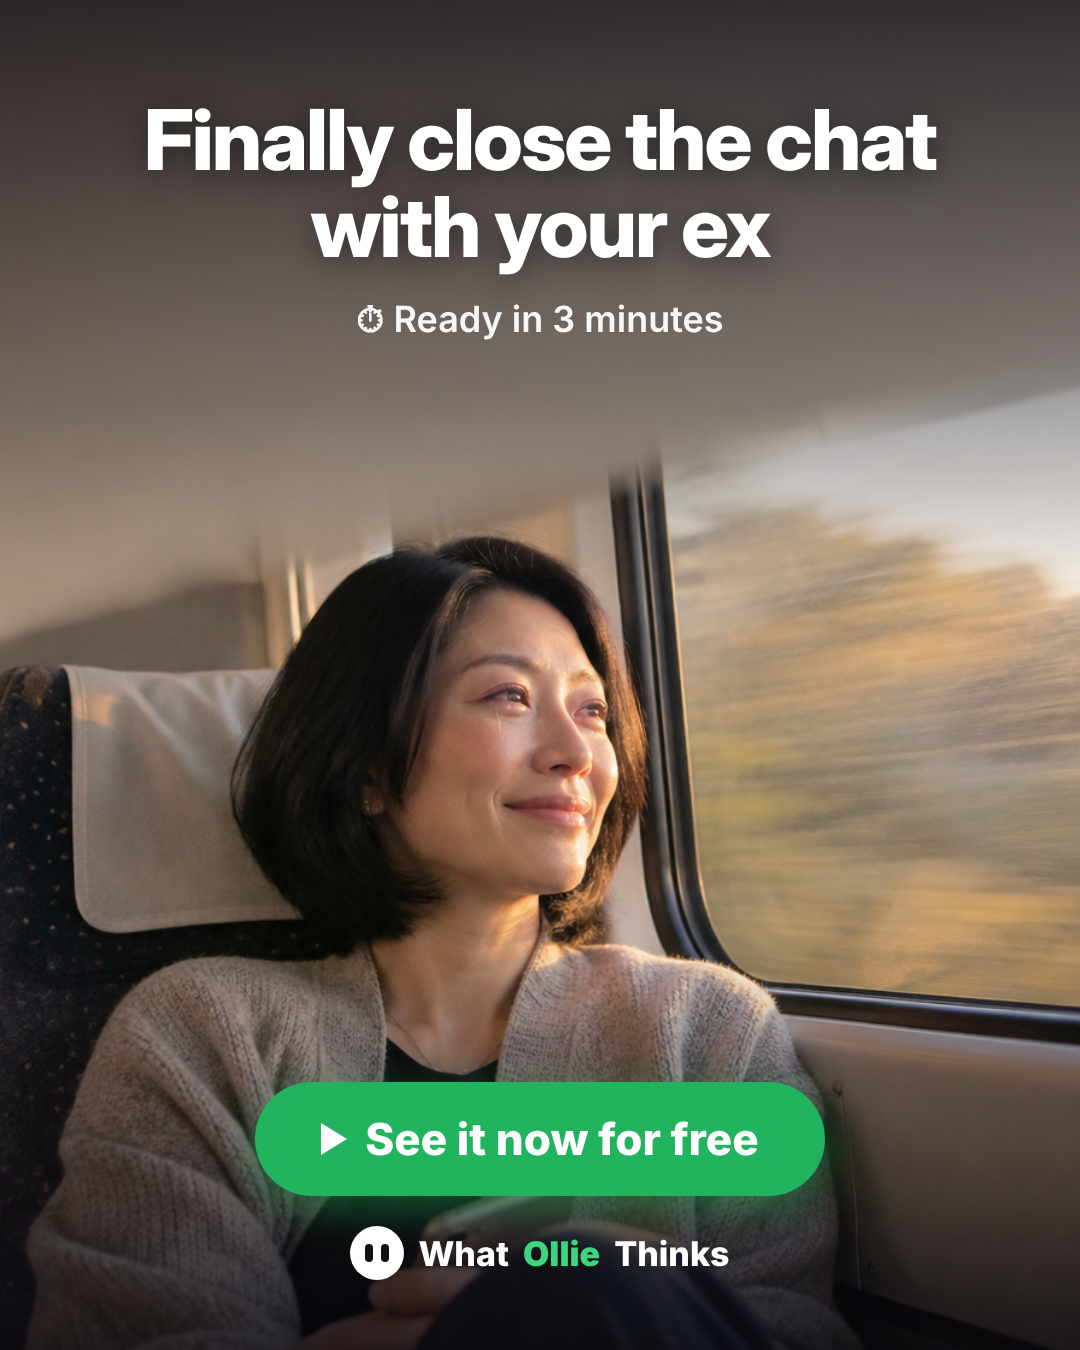 Finally close the chat
with your ex
⏱ Ready in 3 minutes
▶ See it now for free
What Ollie Thinks